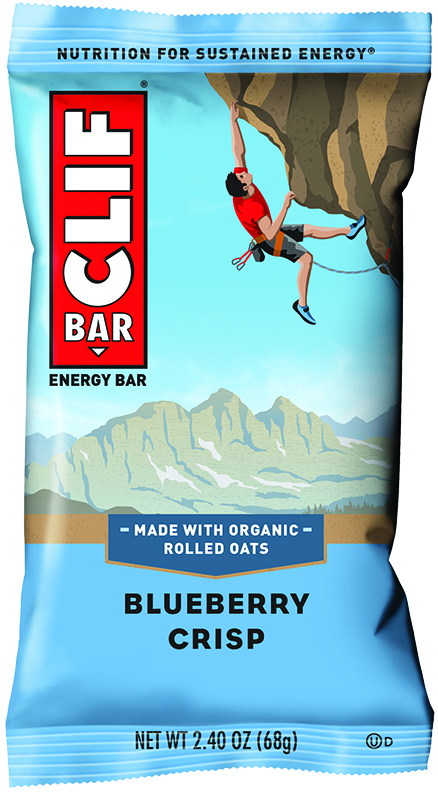 NUTRITION FOR SUSTAINED ENERGY®
CLIF®
BAR
ENERGY BAR
- MADE WITH ORGANIC -
ROLLED OATS
BLUEBERRY
CRISP
NET WT 2.40 OZ (68g)
U D